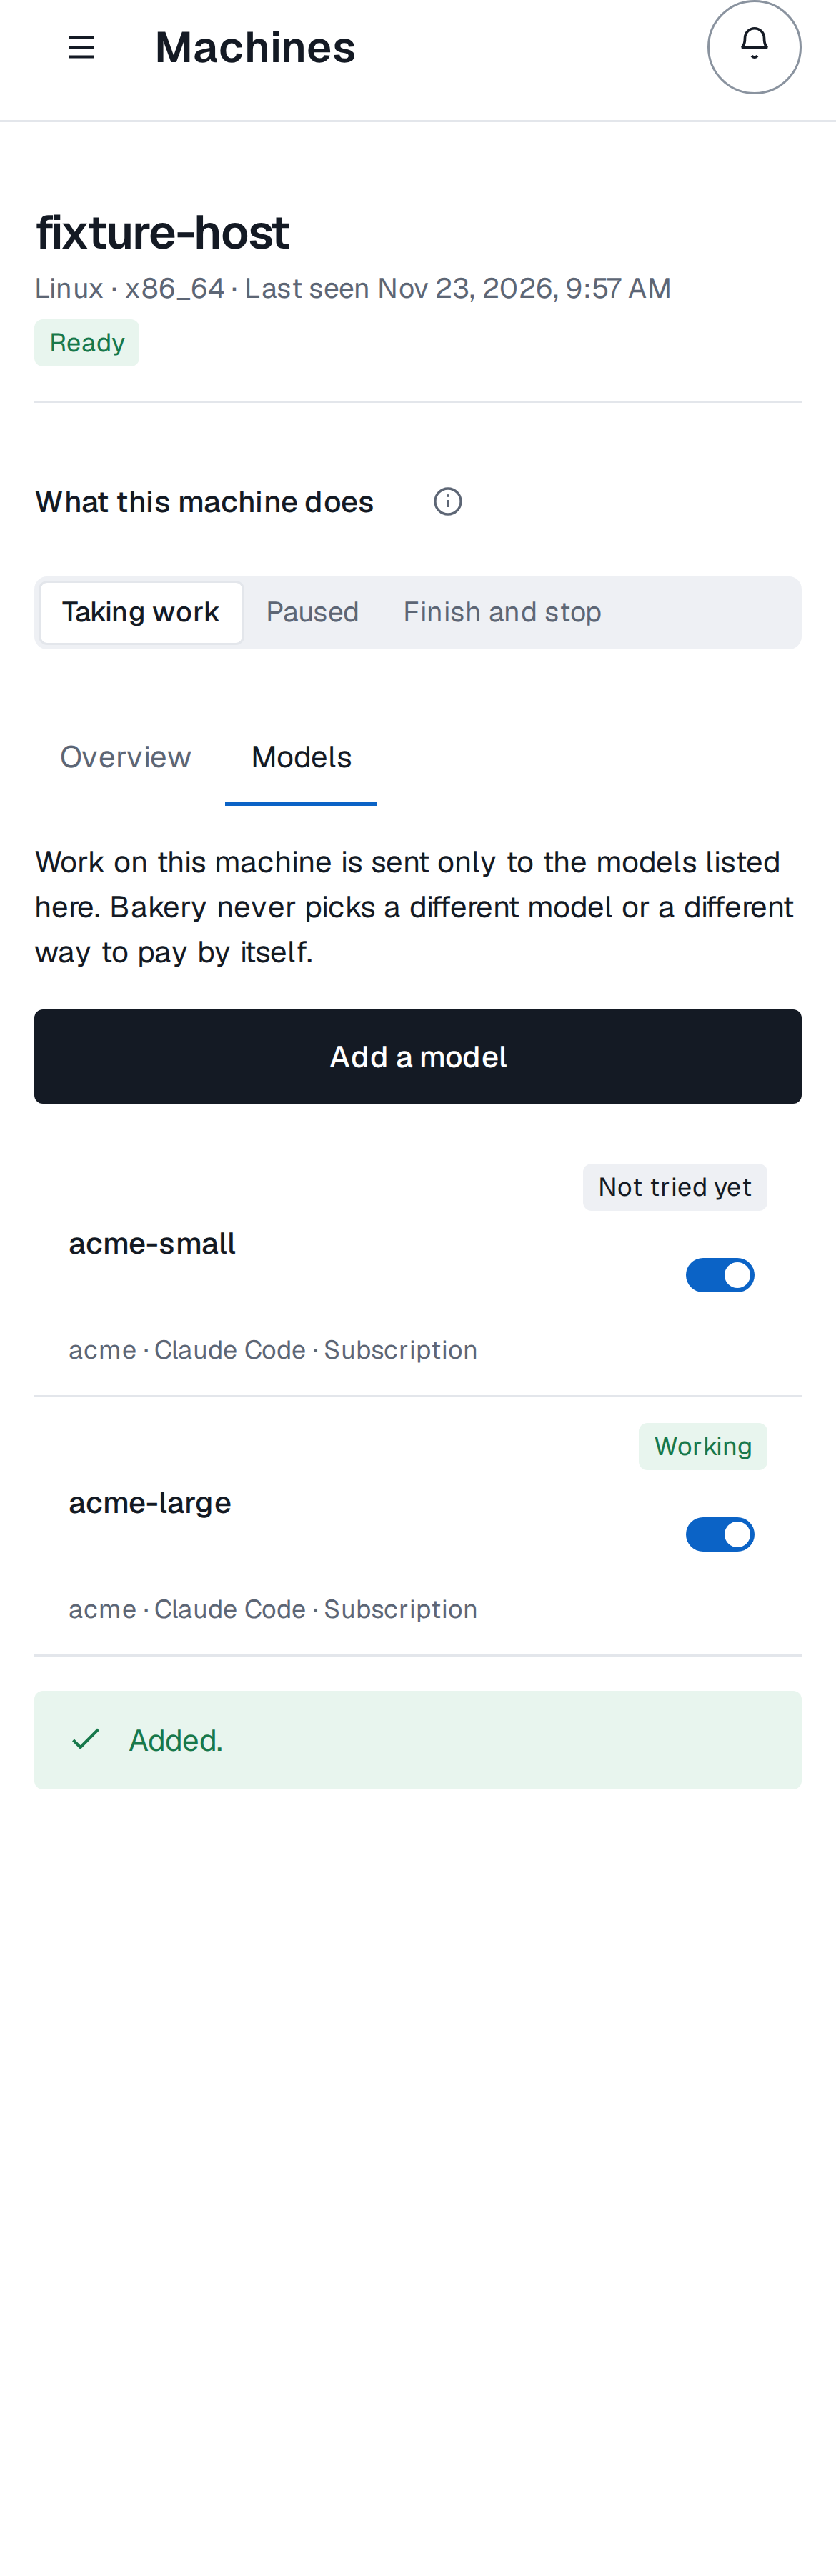 Machines
fixture-host
Linux · x86_64 · Last seen Nov 23, 2026, 9:57 AM
Ready
What this machine does
Taking work Paused Finish and stop
Overview Models
Work on this machine is sent only to the models listed
here. Bakery never picks a different model or a different
way to pay by itself.
Add a model
Not tried yet
acme-small
acme · Claude Code · Subscription
Working
acme-large
acme · Claude Code · Subscription
Added.